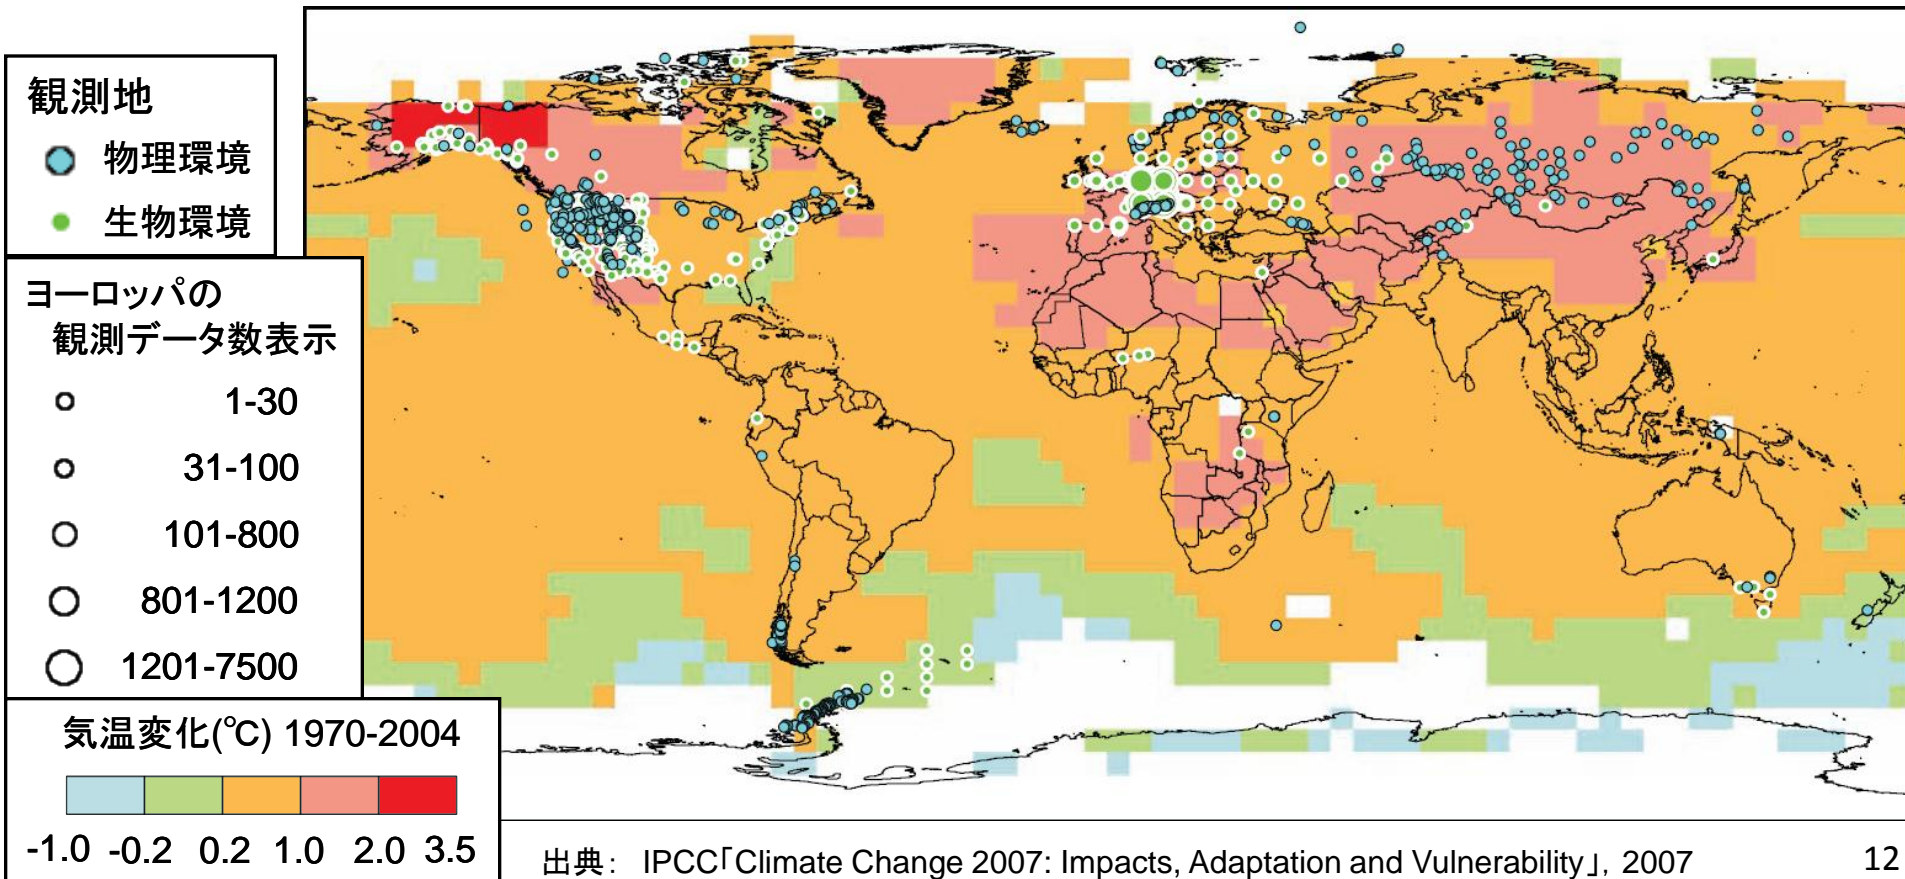 観測地
物理環境
生物環境
ヨーロッパの
観測データ数表示
1-30
31-100
101-800
801-1200
1201-7500
気温変化(℃) 1970-2004
-1.0 -0.2 0.2 1.0 2.0 3.5
出典: IPCC「Climate Change 2007: Impacts, Adaptation and Vulnerability」, 2007
12